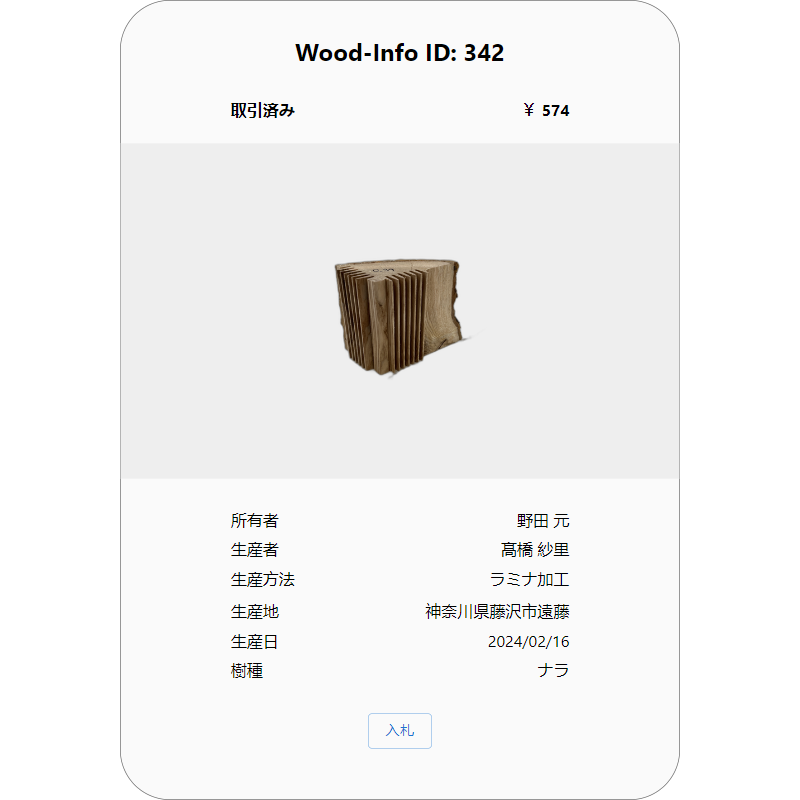 Wood-Info ID: 342
取引済み ￥ 574
所有者 野田 元
生産者 髙橋 紗里
生産方法 ラミナ加工
生産地 神奈川県藤沢市遠藤
生産日 2024/02/16
樹種 ナラ
入札